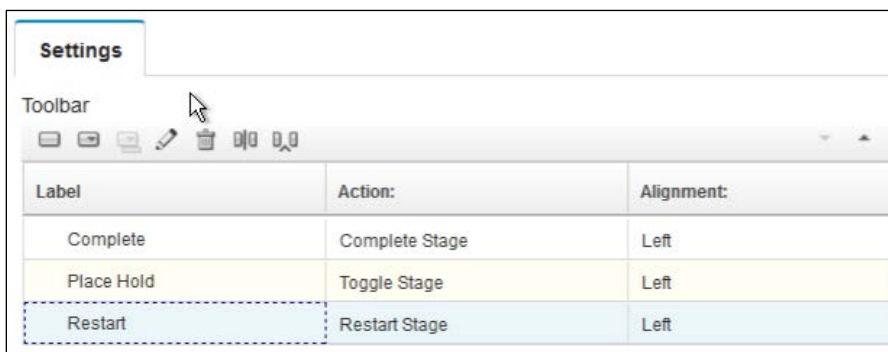 Settings
Toolbar
Label Action: Alignment:
Complete Complete Stage Left
Place Hold Toggle Stage Left
Restart Restart Stage Left